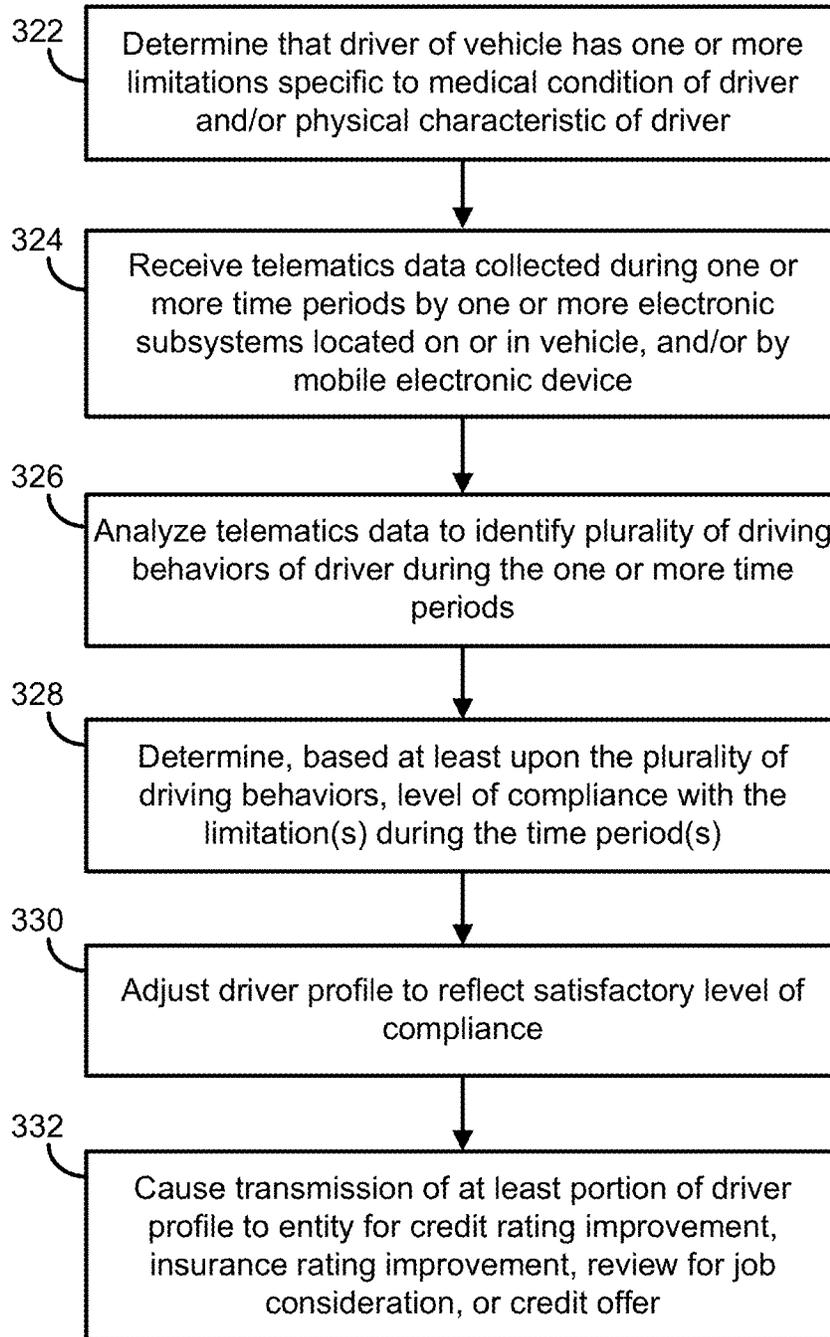 322
Determine that driver of vehicle has one or more
limitations specific to medical condition of driver
and/or physical characteristic of driver
324
Receive telematics data collected during one or
more time periods by one or more electronic
subsystems located on or in vehicle, and/or by
mobile electronic device
326
Analyze telematics data to identify plurality of driving
behaviors of driver during the one or more time
periods
328
Determine, based at least upon the plurality of
driving behaviors, level of compliance with the
limitation(s) during the time period(s)
330
Adjust driver profile to reflect satisfactory level of
compliance
332
Cause transmission of at least portion of driver
profile to entity for credit rating improvement,
insurance rating improvement, review for job
consideration, or credit offer